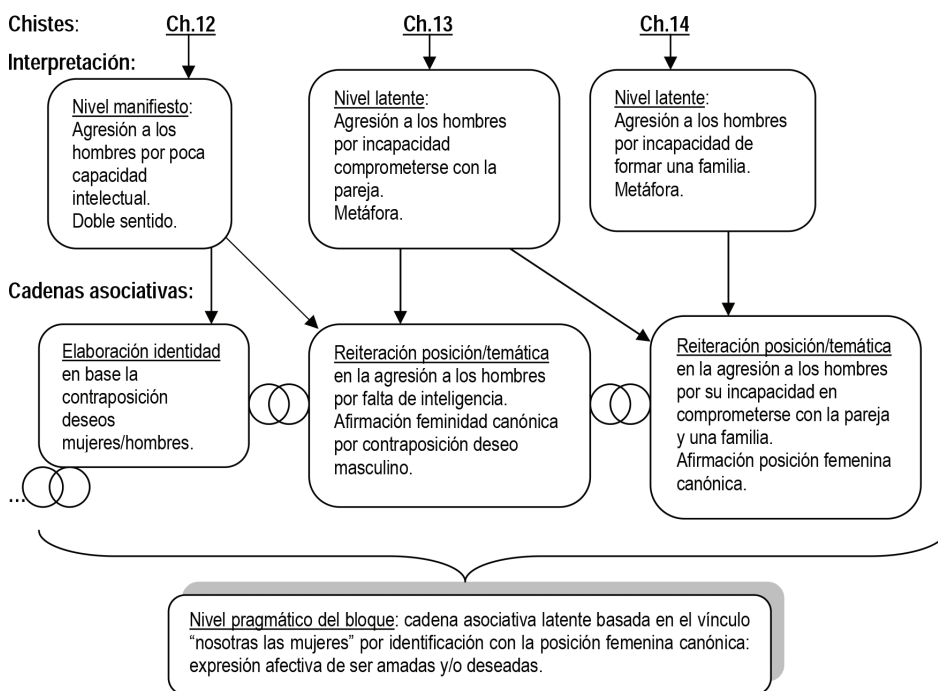 Chistes: Ch.12 Ch.13 Ch.14
Interpretación:
Nivel manifiesto:
Agresión a los
hombres por poca
capacidad
intelectual.
Doble sentido.
Nivel latente:
Agresión a los hombres
por incapacidad
comprometerse con la
pareja.
Metáfora.
Nivel latente:
Agresión a los hombres
por incapacidad de
formar una familia.
Metáfora.
Cadenas asociativas:
Elaboración identidad
en base la
contraposición
deseos
mujeres/hombres.
Reiteración posición/temática
en la agresión a los hombres
por falta de inteligencia.
Afirmación feminidad canónica
por contraposición deseo
masculino.
Reiteración posición/temática
en la agresión a los hombres
por su incapacidad en
comprometerse con la pareja
y una familia.
Afirmación posición femenina
canónica.
...
Nivel pragmático del bloque: cadena asociativa latente basada en el vínculo
“nosotras las mujeres” por identificación con la posición femenina canónica:
expresión afectiva de ser amadas y/o deseadas.